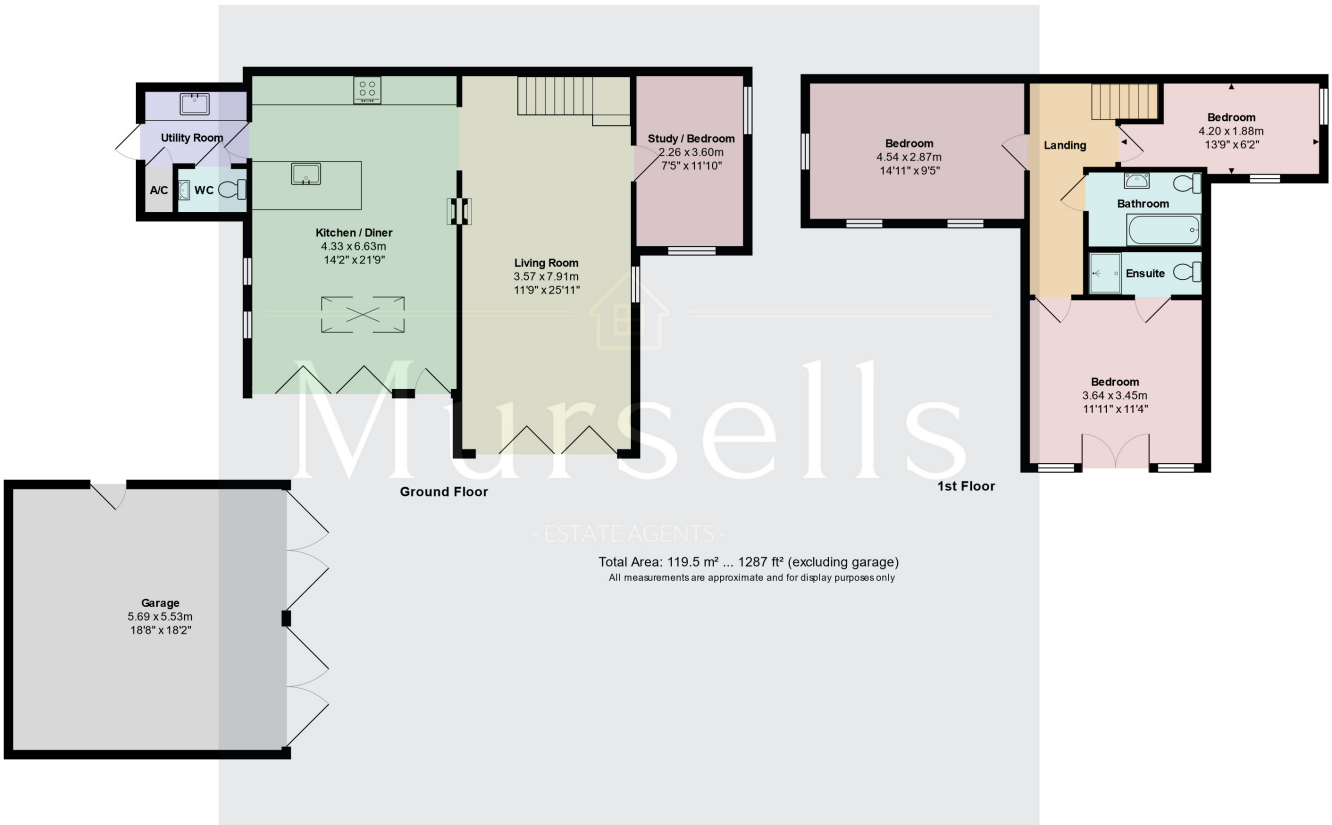 Utility Room
A/C
WC
Kitchen / Diner
4.33 x 6.63m
14'2" x 21'9"
Living Room
3.57 x 7.91m
11'9" x 25'11"
Study / Bedroom
2.26 x 3.60m
7'5" x 11'10"
Ground Floor
Bedroom
4.54 x 2.87m
14'11" x 9'5"
Landing
Bedroom
4.20 x 1.88m
13'9" x 6'2"
Bathroom
Ensuite
Bedroom
3.64 x 3.45m
11'11" x 11'4"
1st Floor
Mursells
- ESTATE AGENTS -
Total Area: 119.5 m² ... 1287 ft² (excluding garage)
All measurements are approximate and for display purposes only
Garage
5.69 x 5.53m
18'8" x 18'2"